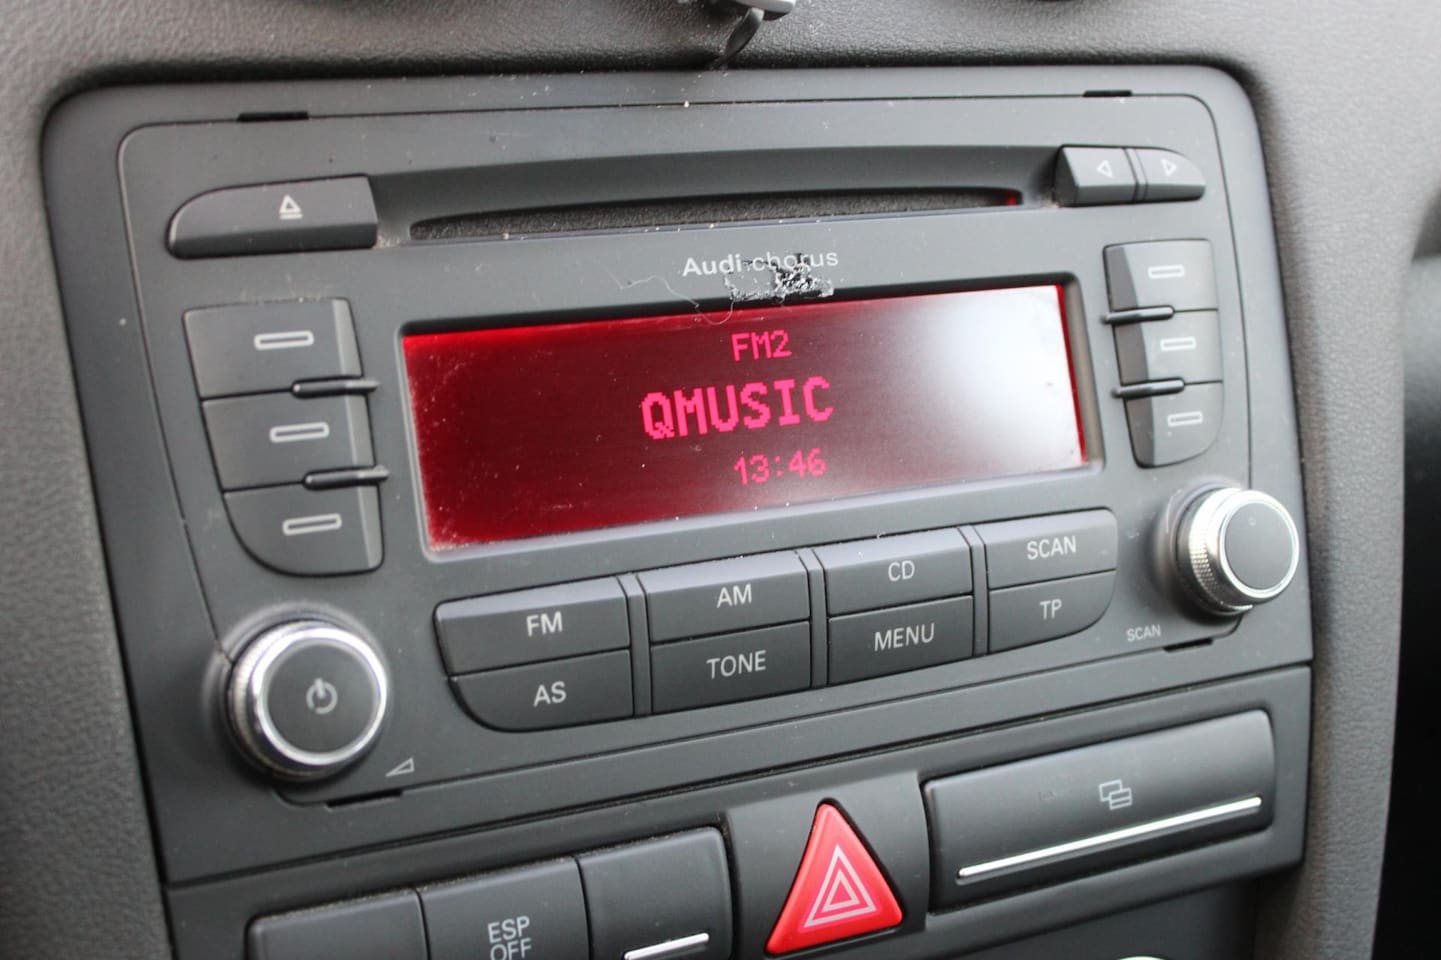 Audi chorus
FM2
QMUSIC
13:46
FM
AM
CD
SCAN
AS
TONE
MENU
TP
SCAN
ESP
OFF